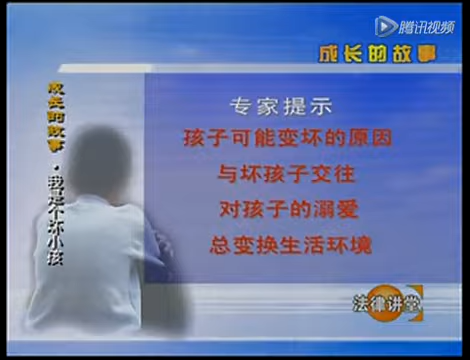 腾讯视频
成长的故事
成长的故事·我是个坏小孩
专家提示
孩子可能变坏的原因
与坏孩子交往
对孩子的溺爱
总变换生活环境
法律讲堂